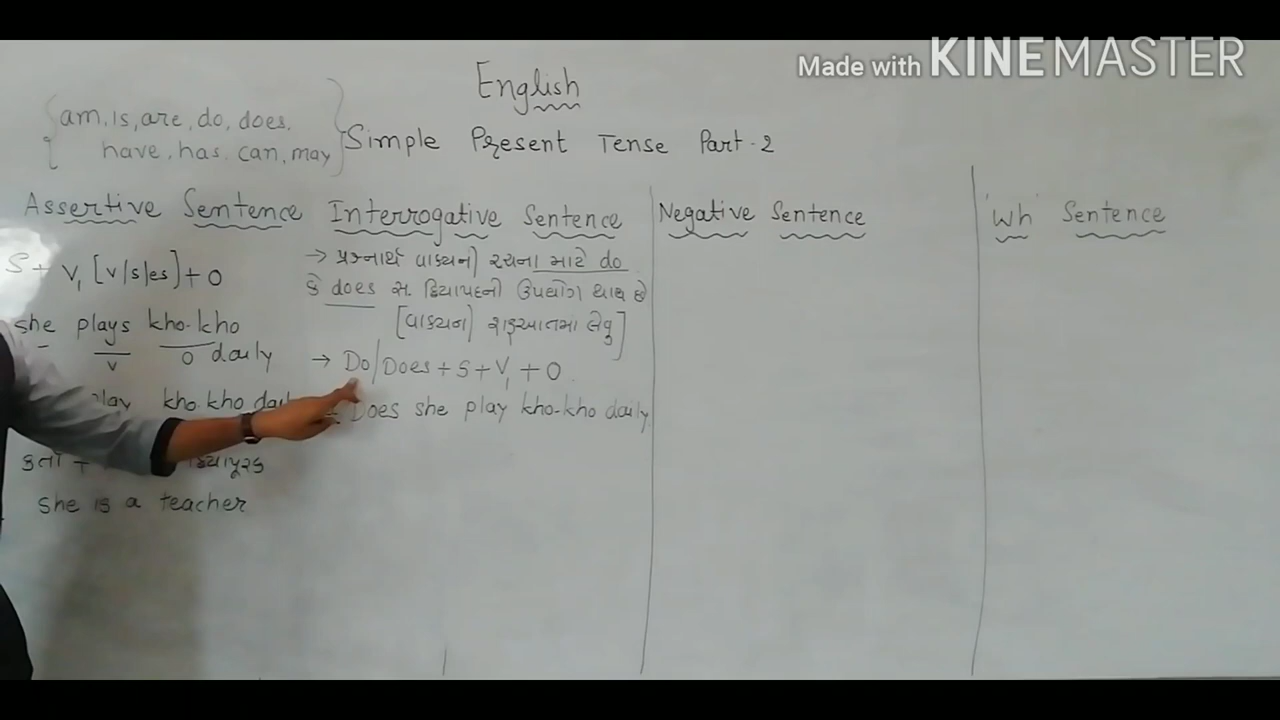 Made with KINEMASTER
English
am, is, are, do, does,
have, has, can, may
Simple Present Tense Part-2
Assertive Sentence
S + V₁ [v/s/es] + O
she plays kho-kho
v O daily
play kho-kho daily
કર્તા +
she is a teacher
Interrogative Sentence
→ પ્રશ્નાર્થ વાક્યની રચના માટે do
કે does સ. ક્રિયાપદની ઉપયોગ થાય છે
[વાક્યની શરૂઆતમાં લેવુ]
→ Do/Does + S + V₁ + O
Does she play kho-kho daily
Negative Sentence
'Wh' Sentence